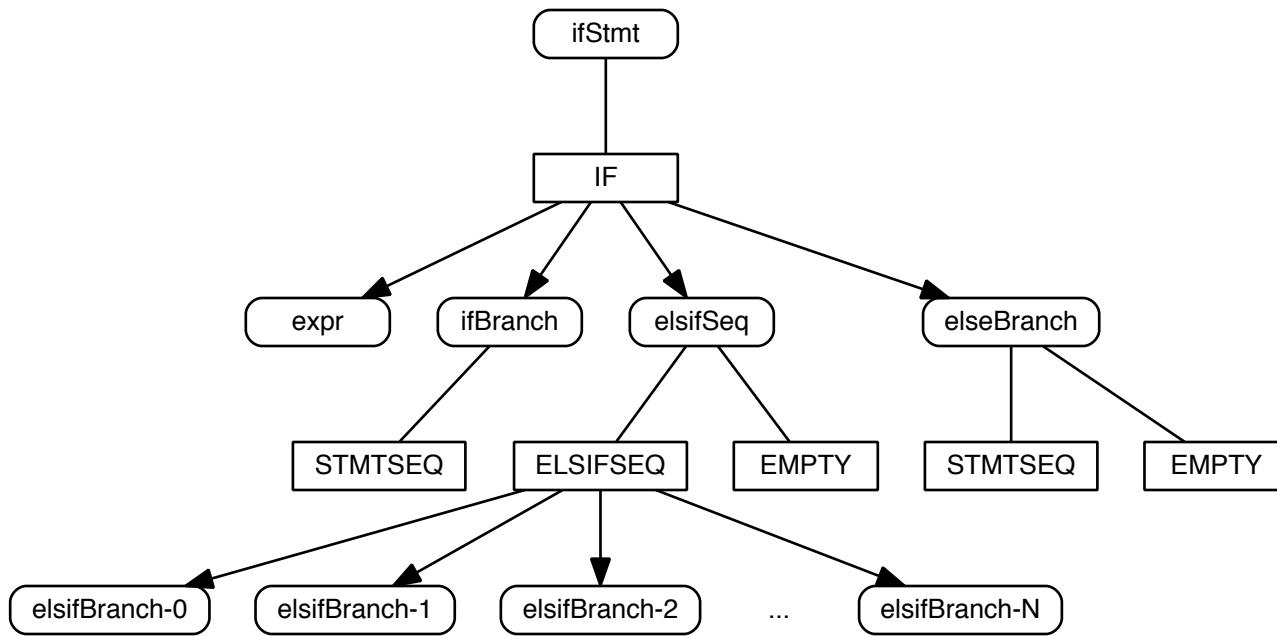 ifStmt
IF
expr ifBranch elsifSeq elseBranch
STMTSEQ ELSIFSEQ EMPTY STMTSEQ EMPTY
elsifBranch-0 elsifBranch-1 elsifBranch-2 ... elsifBranch-N